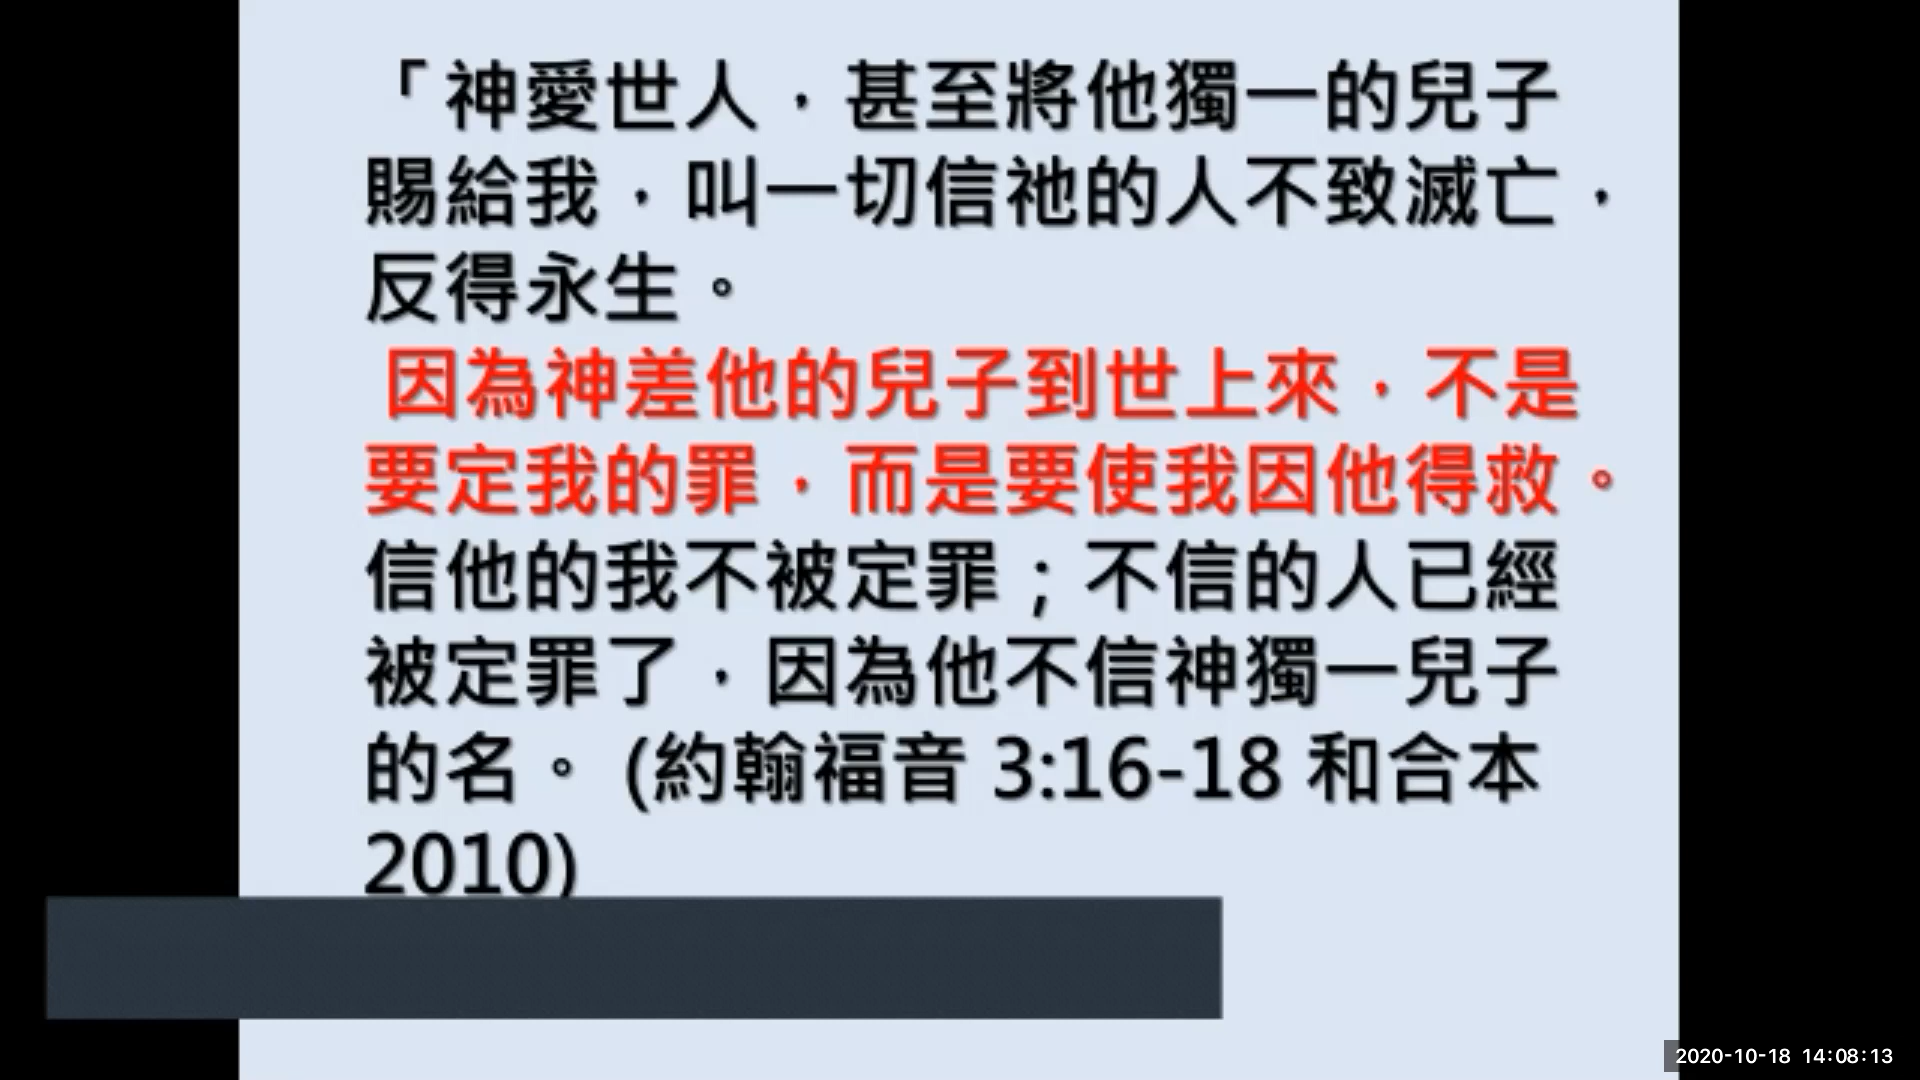 「神愛世人，甚至將他獨一的兒子
賜給我，叫一切信祂的人不致滅亡，
反得永生。
因為神差他的兒子到世上來，不是
要定我的罪，而是要使我因他得救。
信他的我不被定罪；不信的人已經
被定罪了，因為他不信神獨一兒子
的名。 (約翰福音 3:16-18 和合本
2010)
2020-10-18 14:08:13